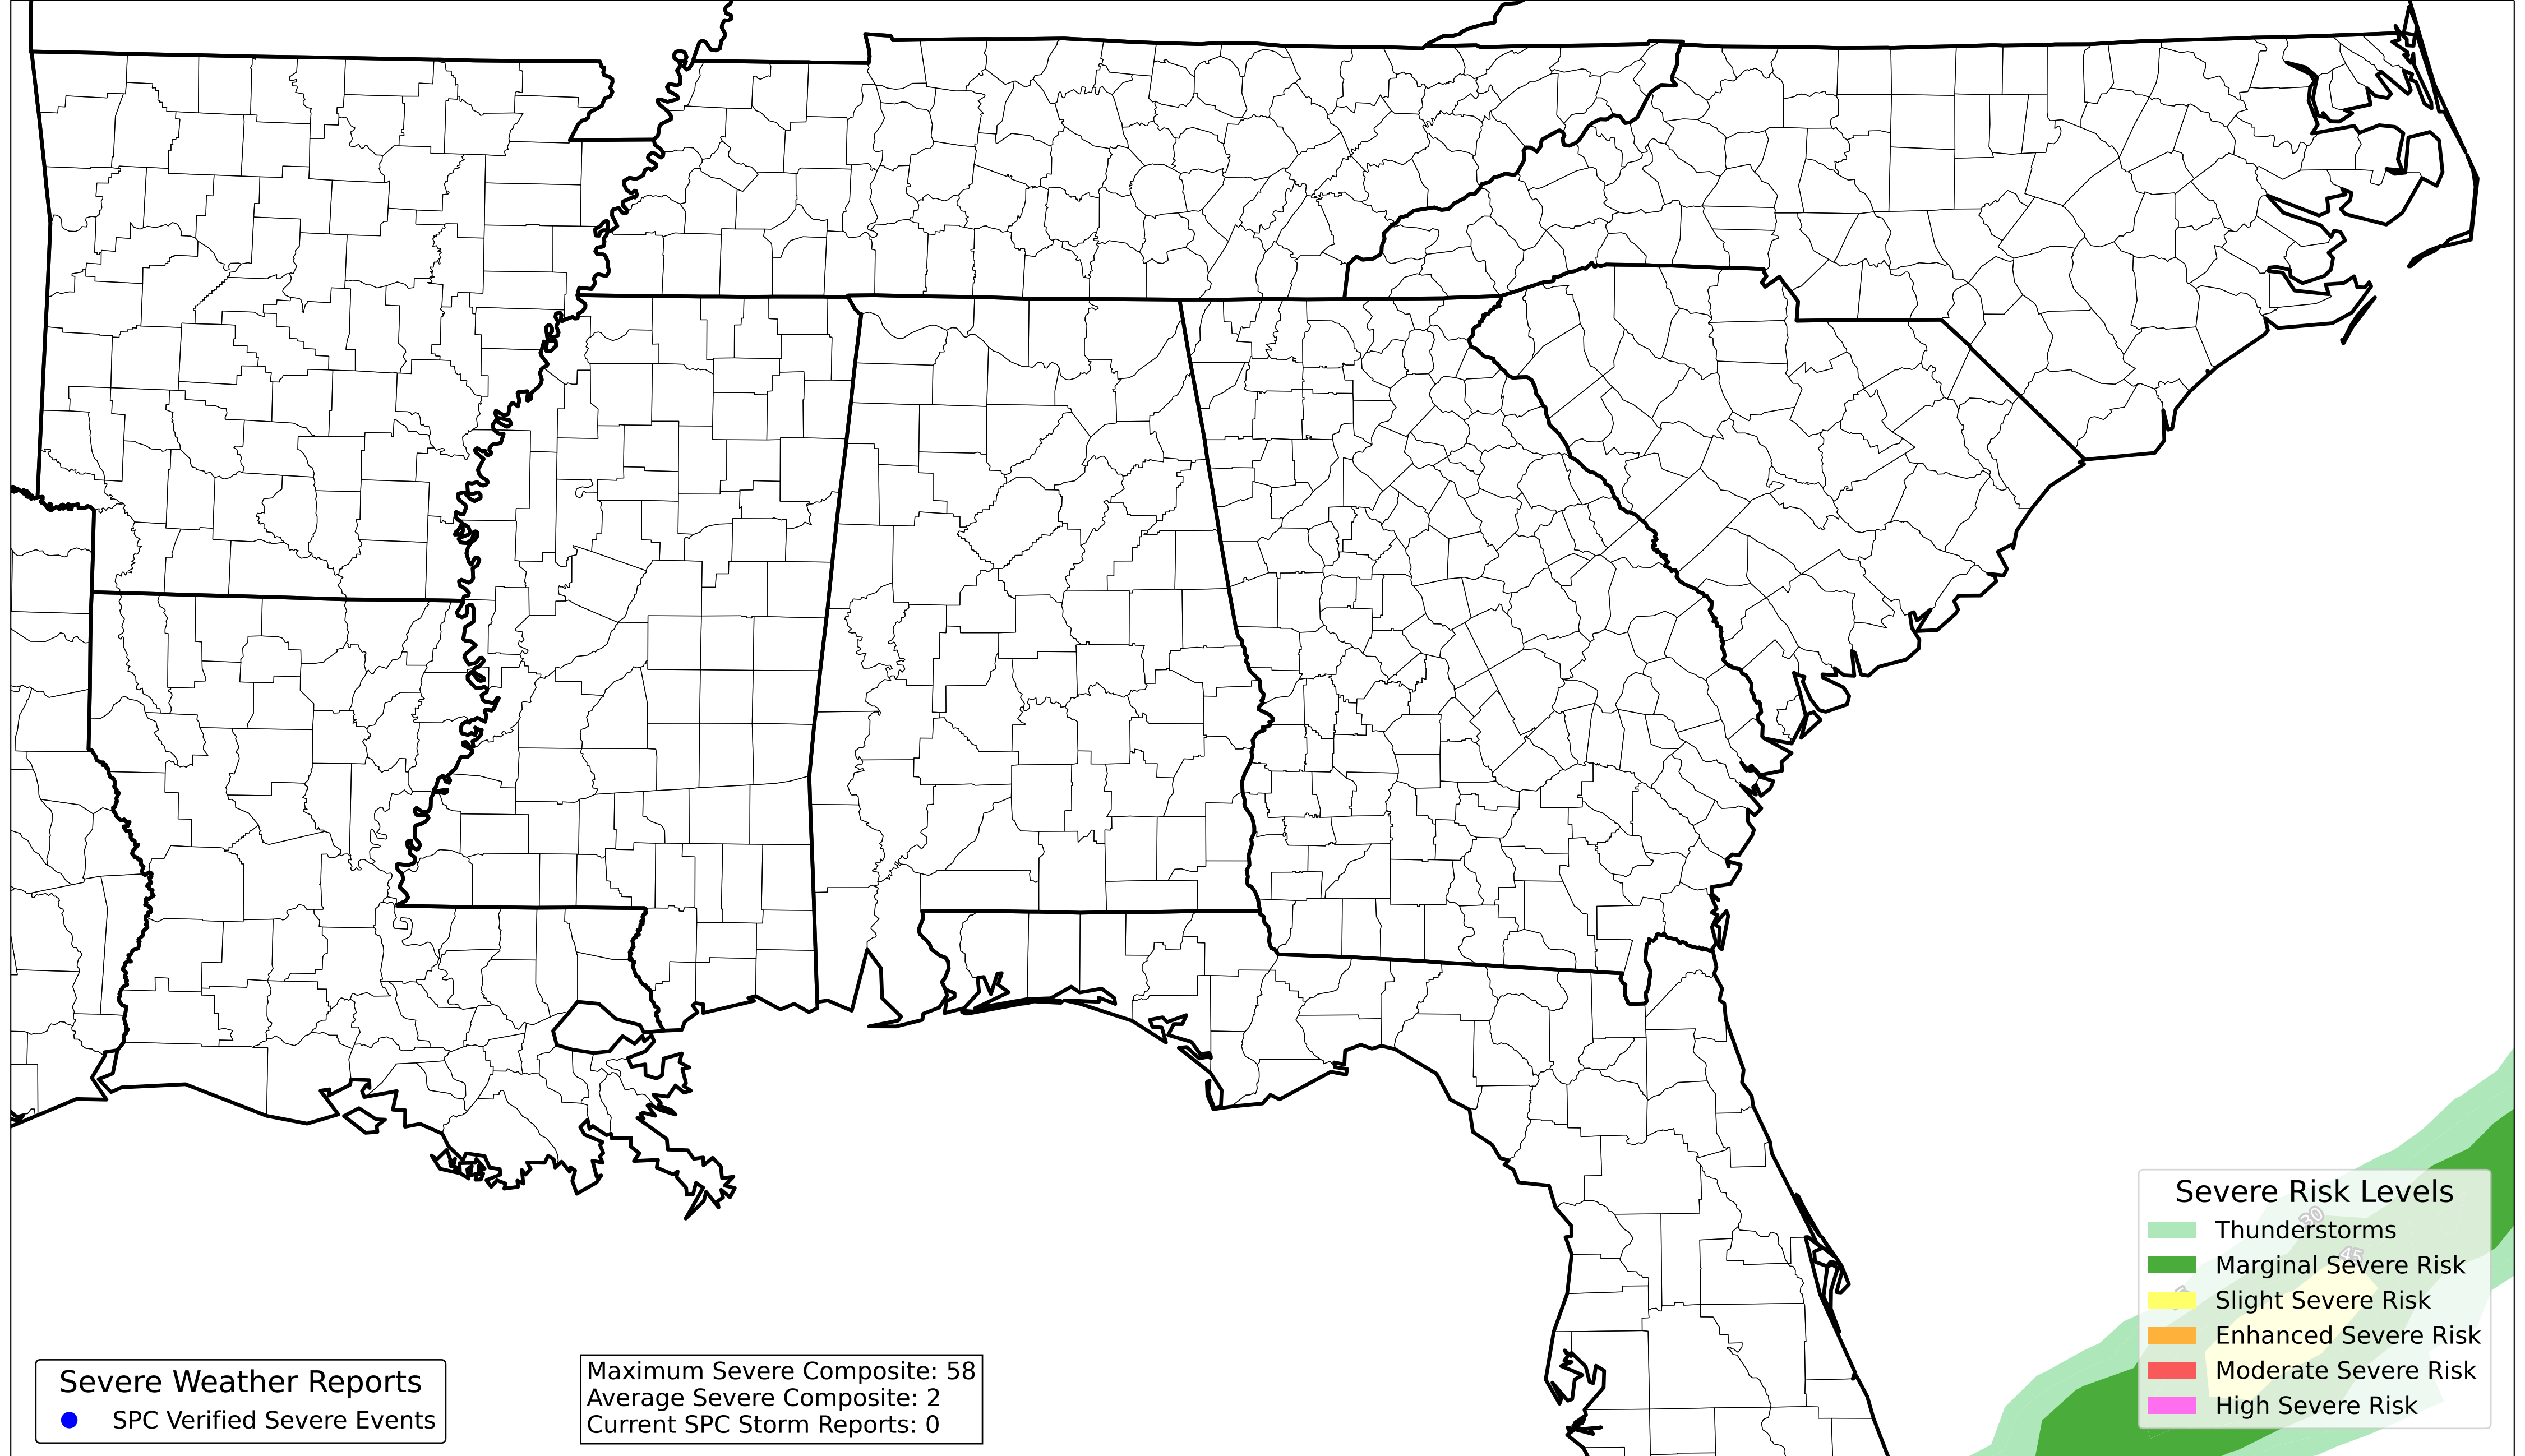 30
45
Severe Risk Levels
Thunderstorms
Marginal Severe Risk
Slight Severe Risk
Enhanced Severe Risk
Moderate Severe Risk
High Severe Risk
Severe Weather Reports
SPC Verified Severe Events
Maximum Severe Composite: 58
Average Severe Composite: 2
Current SPC Storm Reports: 0